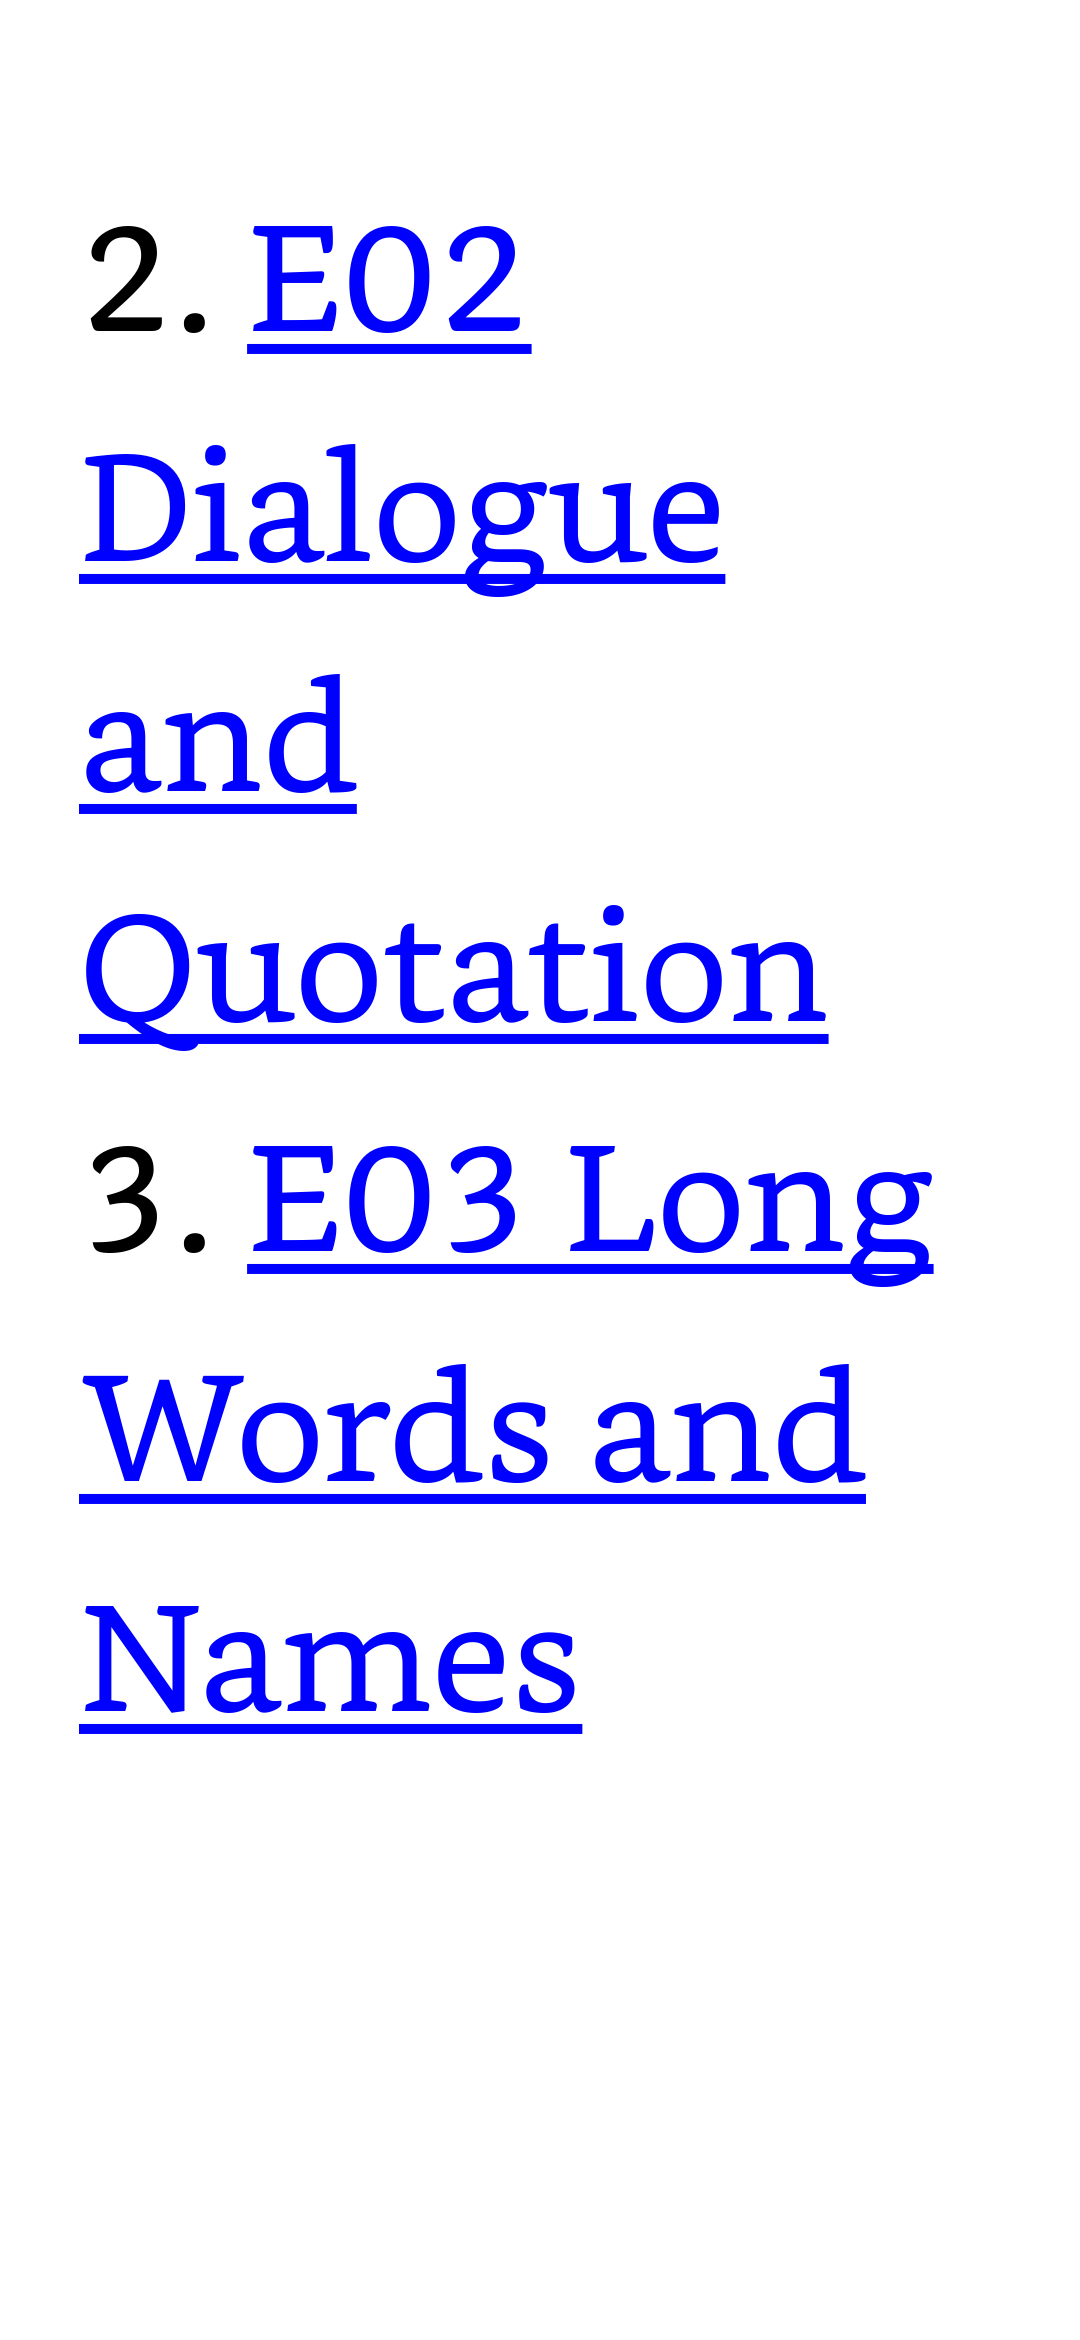 2. E02
Dialogue
and
Quotation
3. E03 Long
Words and
Names